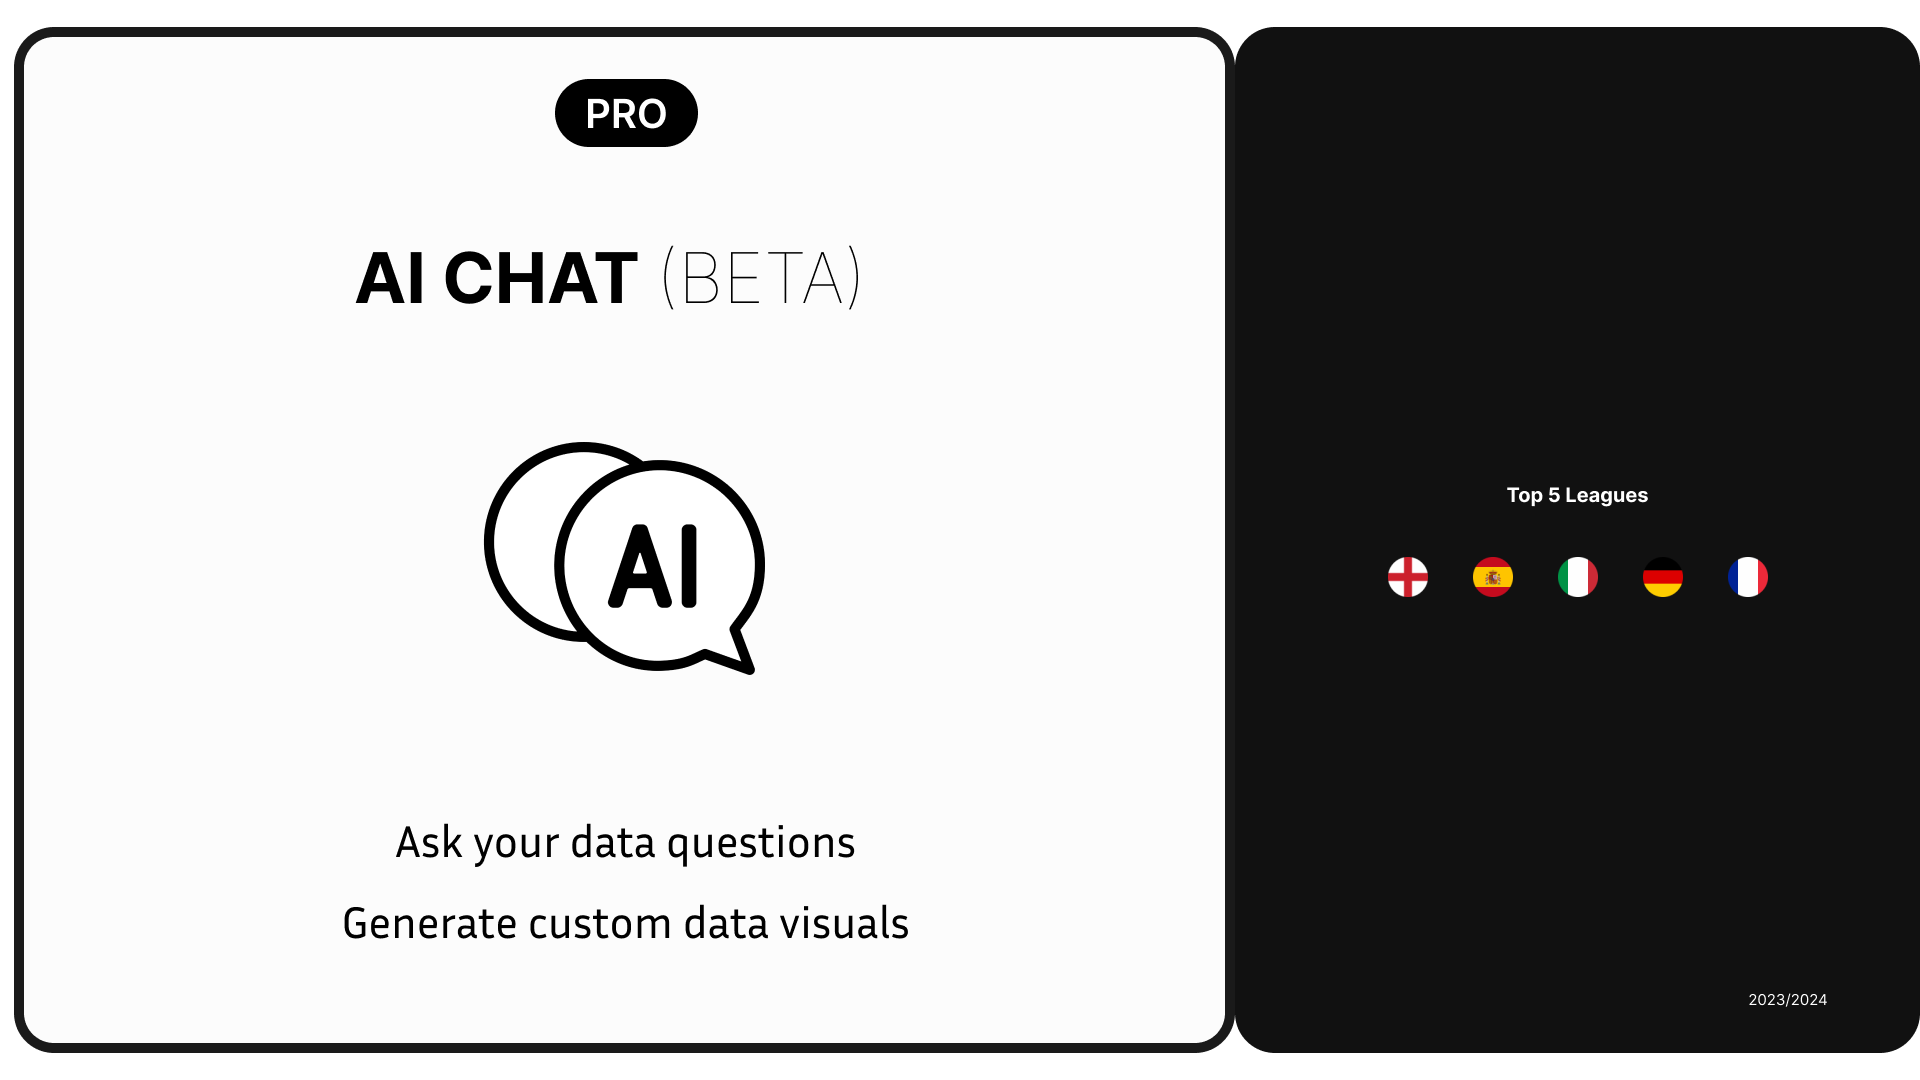 PRO
AI CHAT (BETA)
AI
Ask your data questions
Generate custom data visuals
Top 5 Leagues
2023/2024